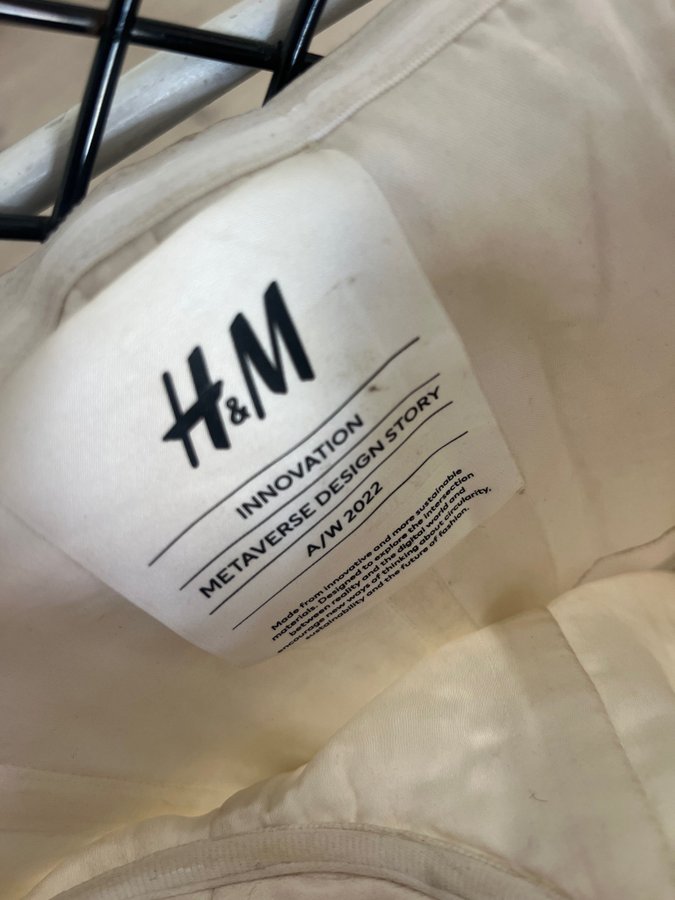 H&M
INNOVATION
METAVERSE DESIGN STORY
A/W 2022
Made from innovative and more sustainable
materials. Designed to explore the intersection
between reality and the digital world and
encourage new ways of thinking about circularity,
sustainability and the future of fashion.